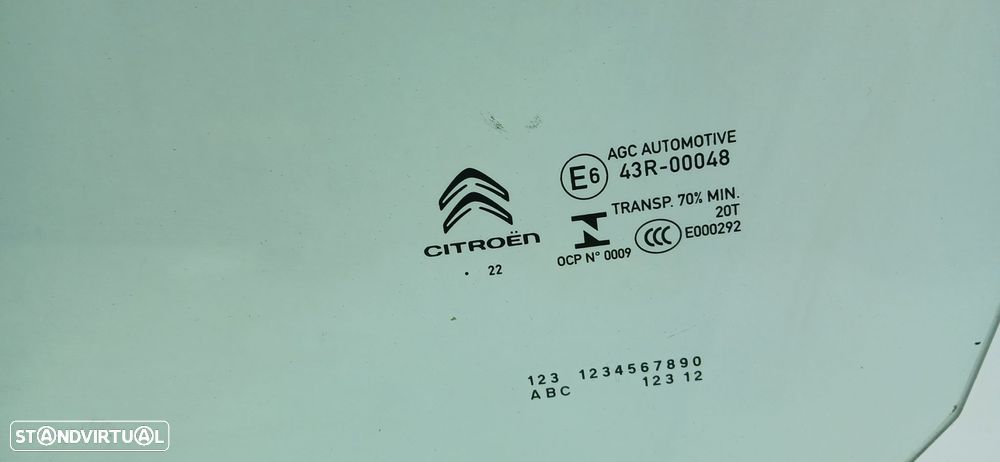 AGC AUTOMOTIVE
E6 43R-00048
TRANSP. 70% MIN.
20T
CCC E000292
OCP N° 0009
CITROËN
. 22
123 1234567890
ABC 123 12
STANDVIRTUAL